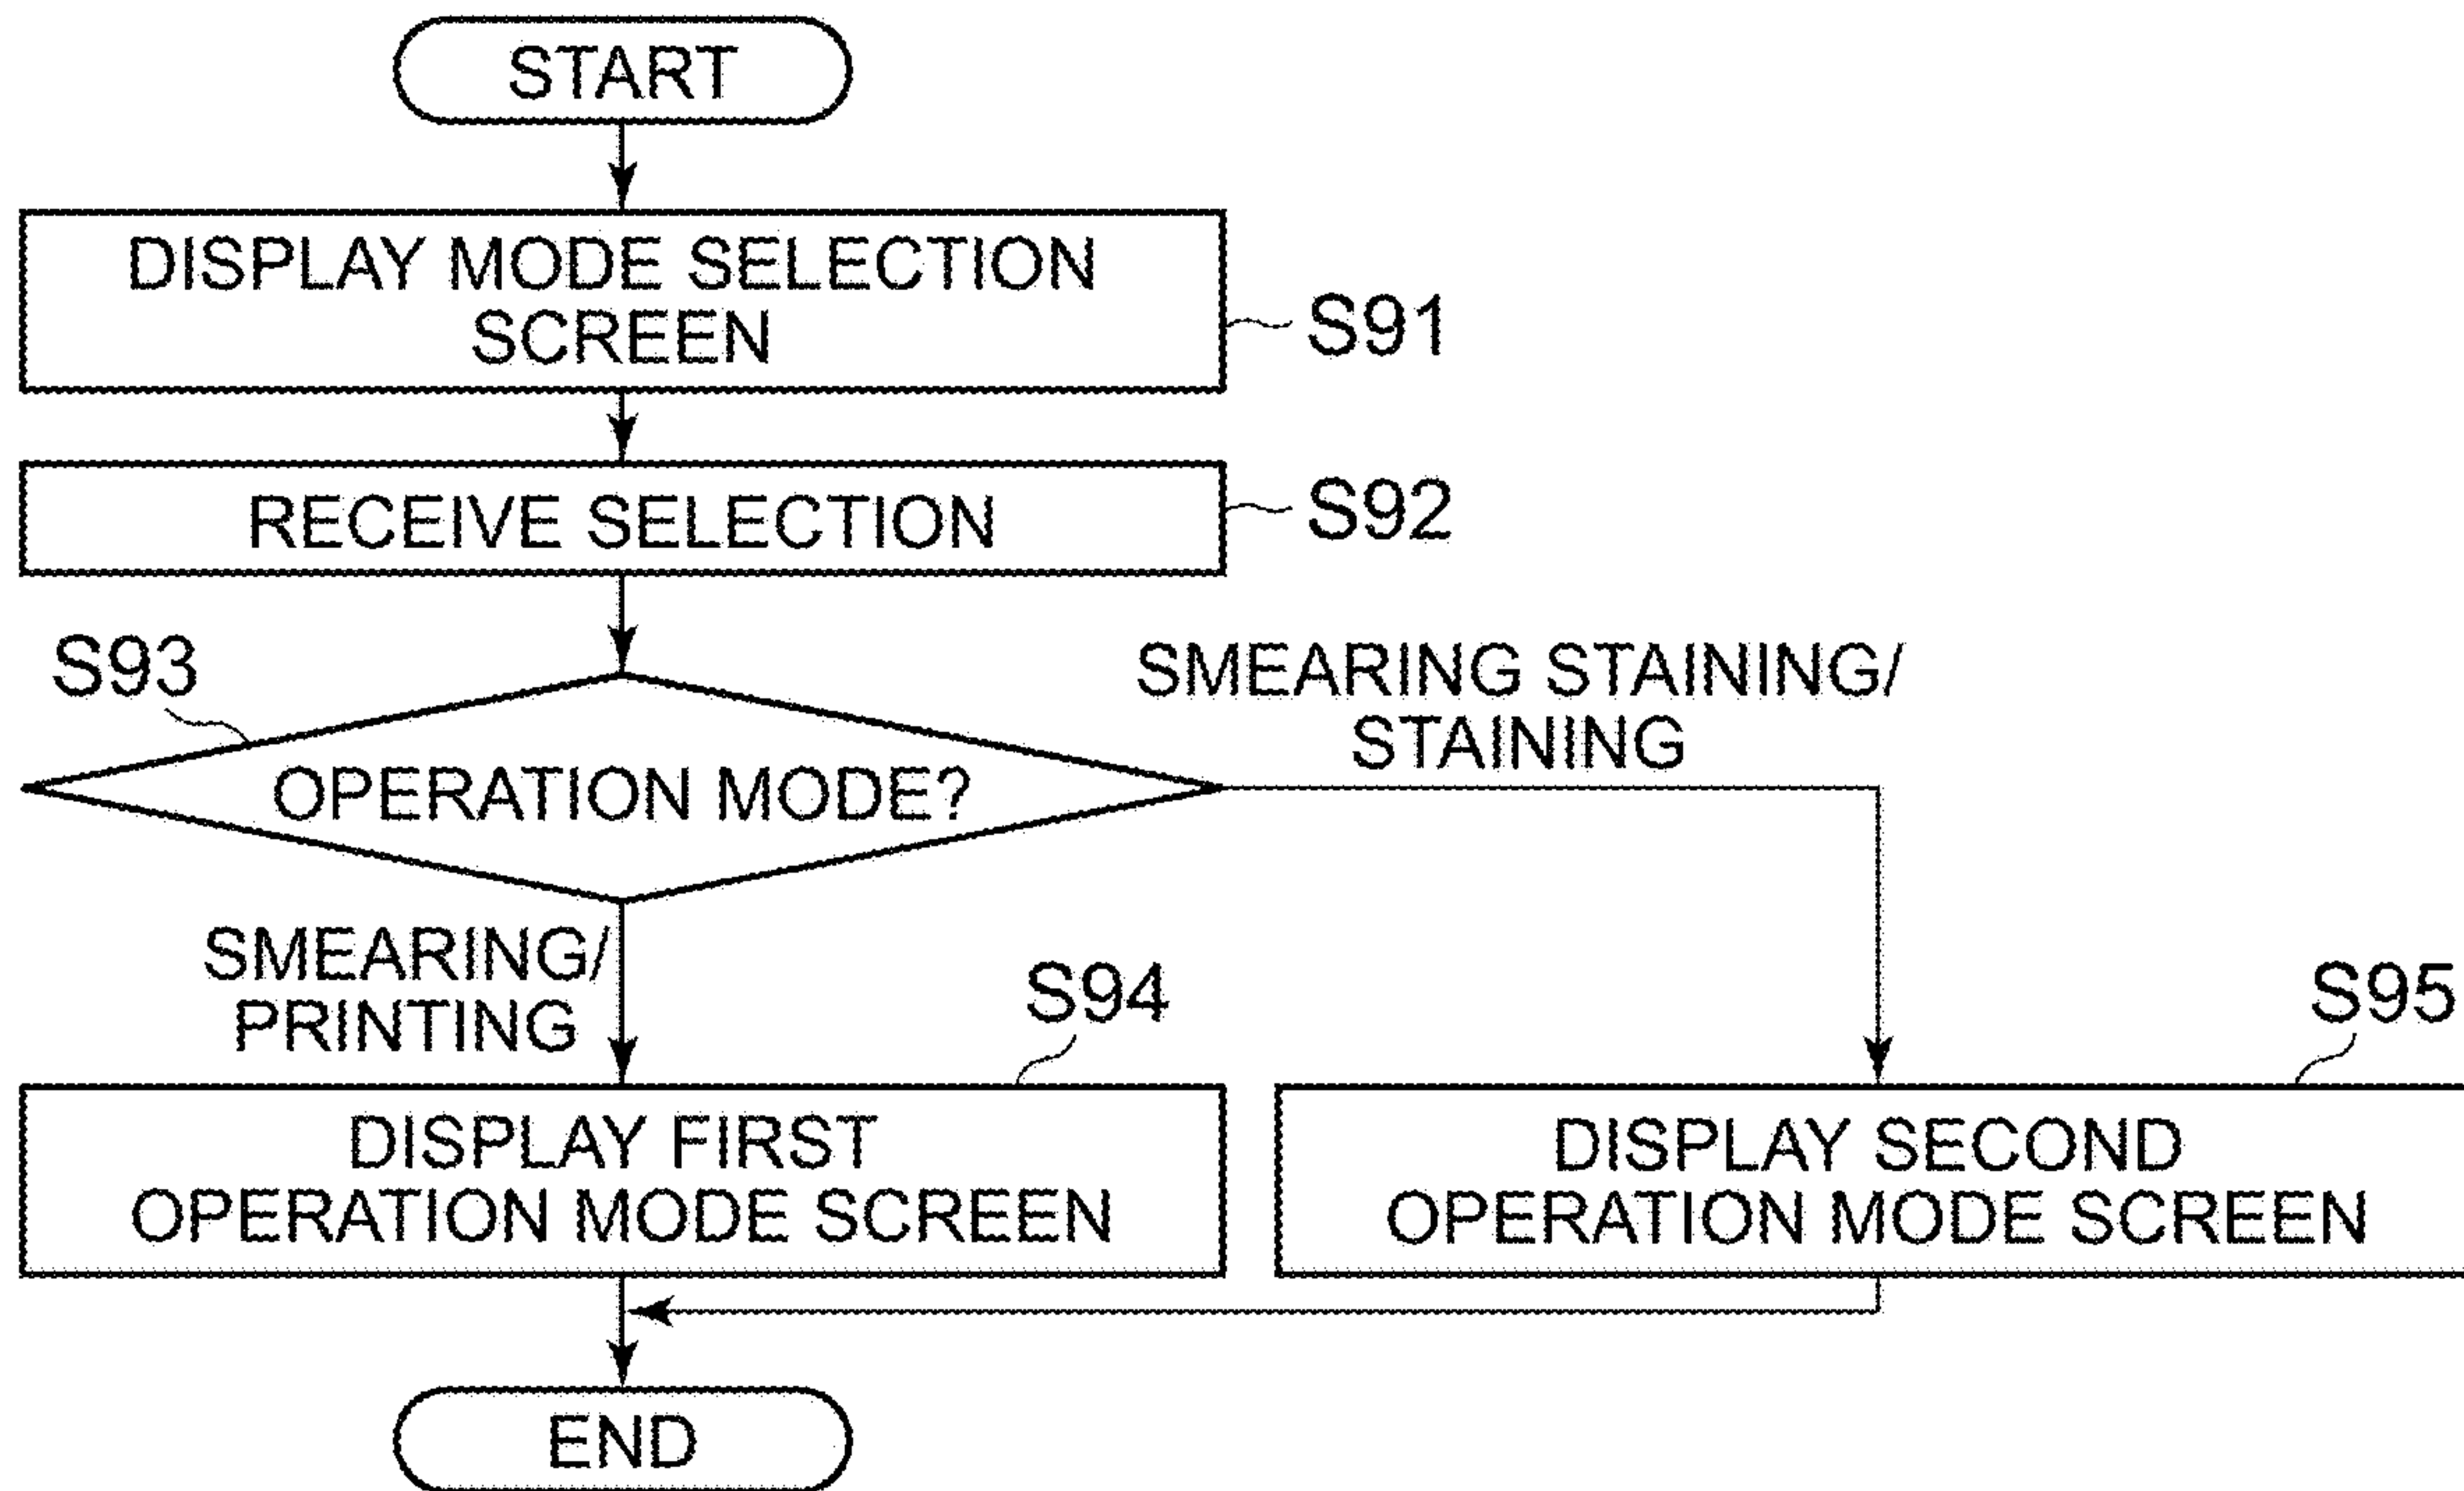 START
DISPLAY MODE SELECTION
SCREEN
S91
RECEIVE SELECTION
S92
S93
OPERATION MODE?
SMEARING STAINING/
STAINING
SMEARING/
PRINTING
S94
S95
DISPLAY FIRST
OPERATION MODE SCREEN
DISPLAY SECOND
OPERATION MODE SCREEN
END